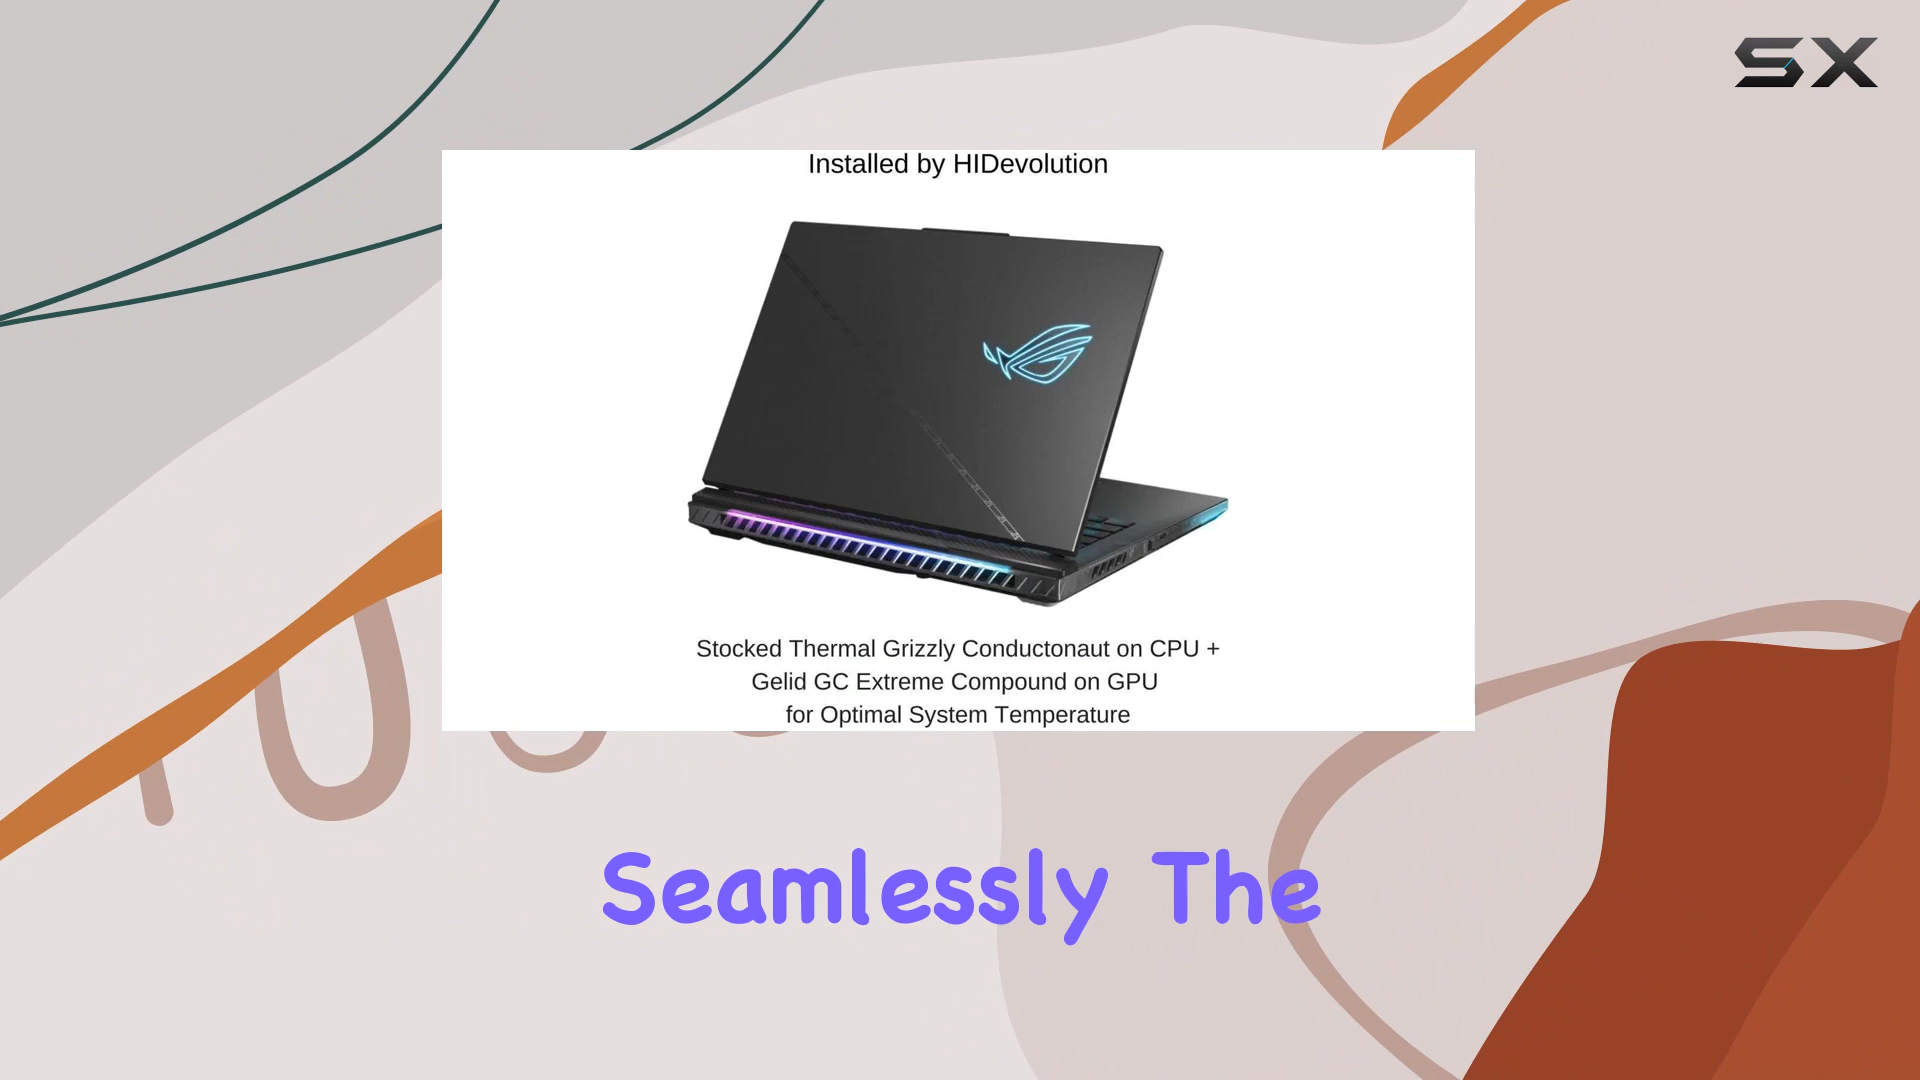 SX
Installed by HIDevolution
Stocked Thermal Grizzly Conductonaut on CPU +
Gelid GC Extreme Compound on GPU
for Optimal System Temperature
Seamlessly The